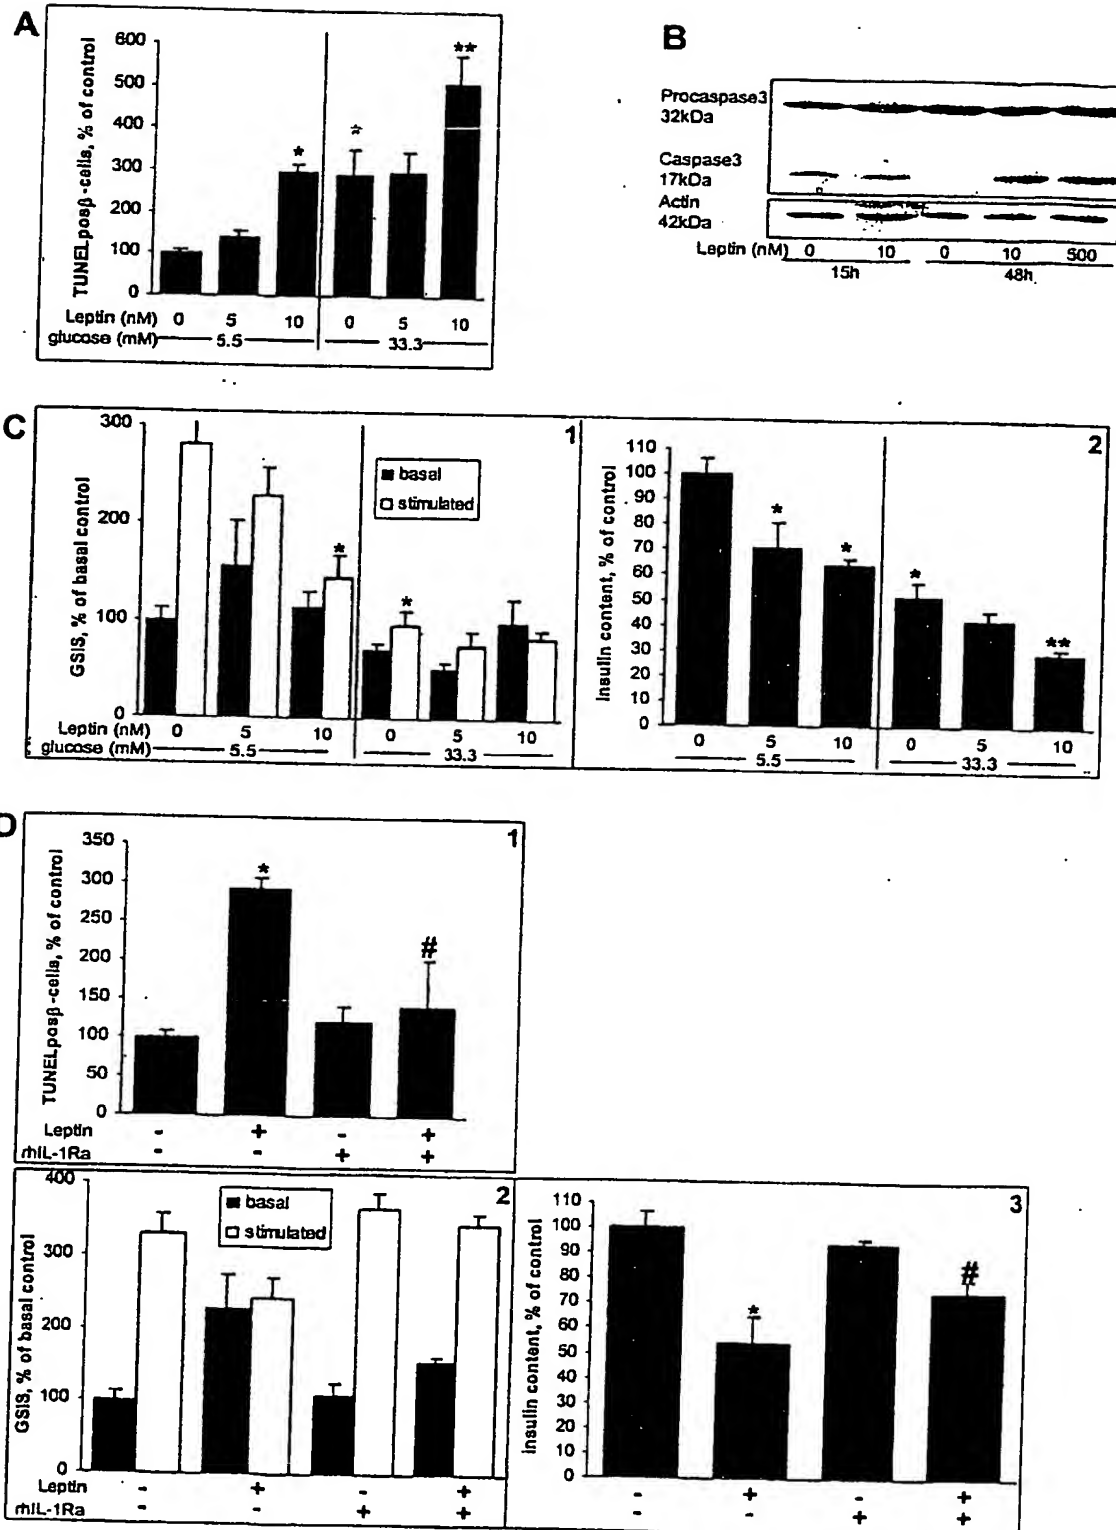 A
TUNELposβ-cells, % of control
600
500
400
300
200
100
0
*
*
**
Leptin (nM) 0 5 10 0 5 10
glucose (mM) 5.5 33.3
B
Procaspase3
32kDa
Caspase3
17kDa
Actin
42kDa
Leptin (nM) 0 10 0 10 500
15h 48h
C
1
GSIS, % of basal control
300
200
100
0
basal
stimulated
*
*
Leptin (nM) 0 5 10 0 5 10
glucose (mM) 5.5 33.3
2
Insulin content, % of control
110
100
90
80
70
60
50
40
30
20
10
0
*
*
*
**
0 5 10 0 5 10
5.5 33.3
D
1
TUNELposβ-cells, % of control
350
300
250
200
150
100
50
0
*
#
Leptin - + - +
rhIL-1Ra - - + +
2
GSIS, % of basal control
400
300
200
100
0
basal
stimulated
Leptin - + - +
rhIL-1Ra - - + +
3
Insulin content, % of control
110
100
90
80
70
60
50
40
30
20
10
0
*
#
- + - +
- - + +